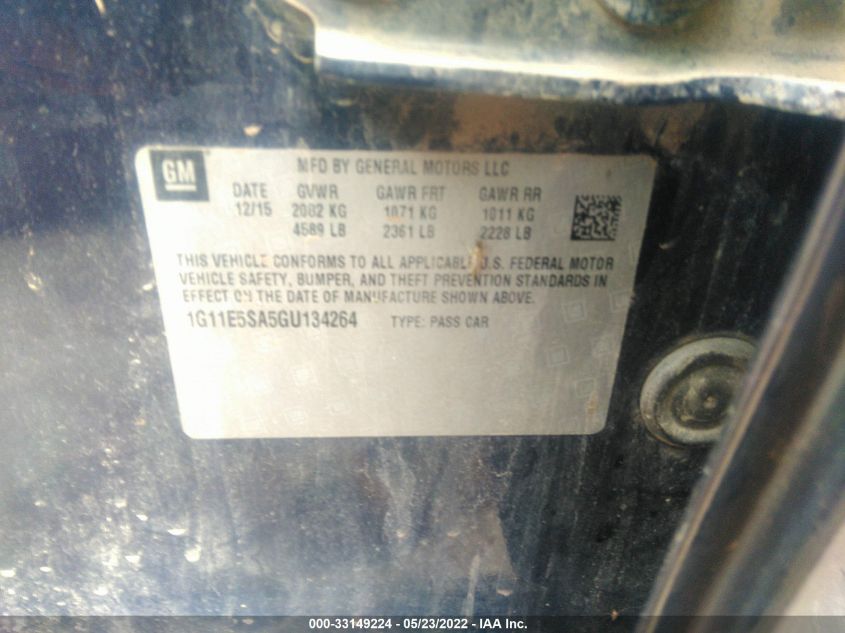 GM
MFD BY GENERAL MOTORS LLC
DATE GVWR GAWR FRT GAWR RR
12/15 2082 KG 1071 KG 1011 KG
4589 LB 2361 LB 2228 LB
THIS VEHICLE CONFORMS TO ALL APPLICABLE U.S. FEDERAL MOTOR
VEHICLE SAFETY, BUMPER, AND THEFT PREVENTION STANDARDS IN
EFFECT ON THE DATE OF MANUFACTURE SHOWN ABOVE.
1G11E5SA5GU134264 TYPE: PASS CAR
000-33149224 - 05/23/2022 - IAA Inc.